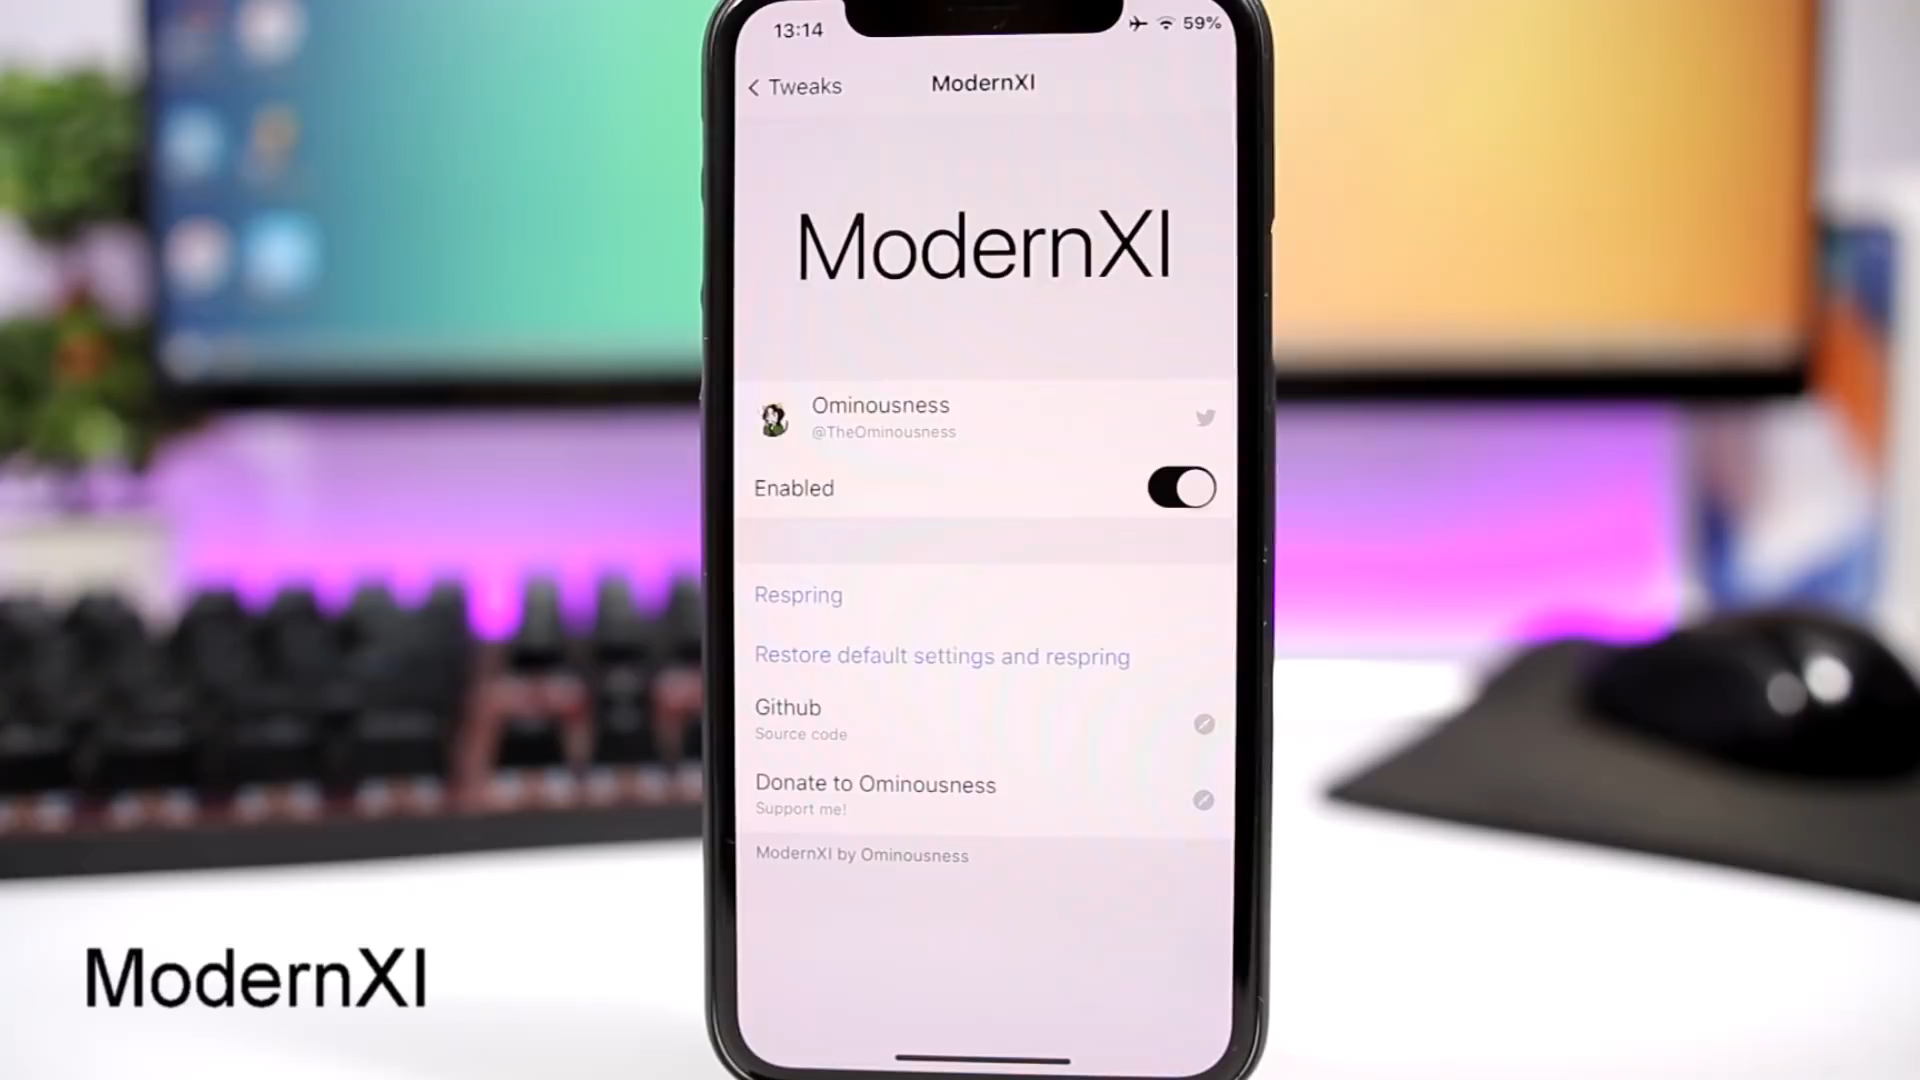 13:14
59%
Tweaks
ModernXI
ModernXI
Ominousness
@TheOminousness
Enabled
Respring
Restore default settings and respring
Github
Source code
Donate to Ominousness
Support me!
ModernXI by Ominousness
ModernXI